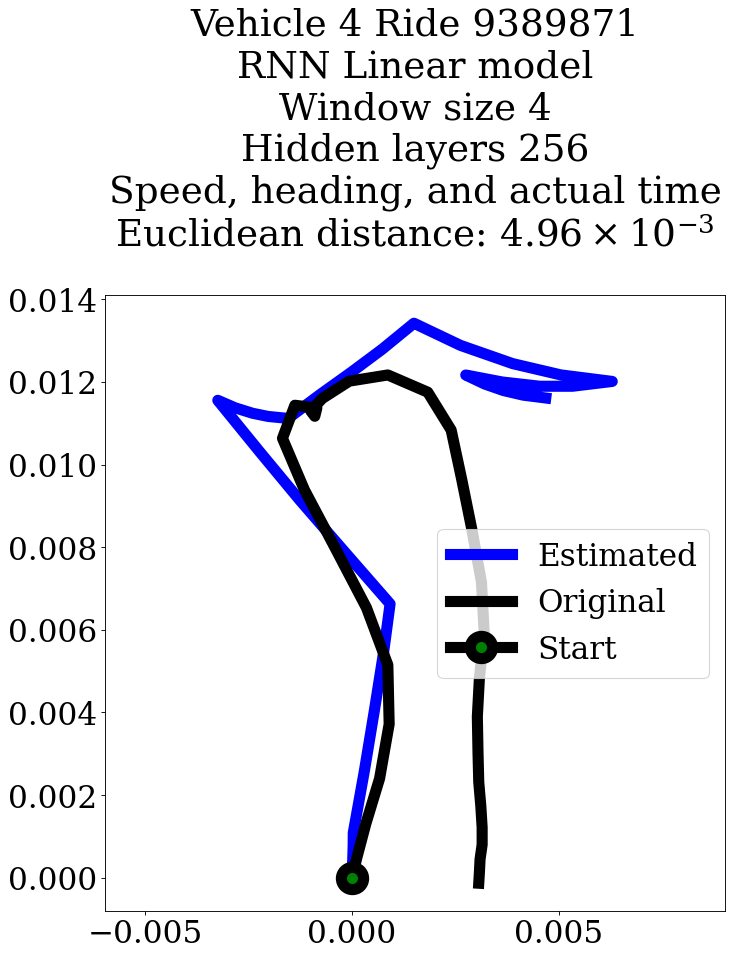 Vehicle 4 Ride 9389871
RNN Linear model
Window size 4
Hidden layers 256
Speed, heading, and actual time
Euclidean distance: 4.96 × 10⁻³
0.014
0.012
0.010
0.008
0.006
0.004
0.002
0.000
Estimated
Original
Start
−0.005 0.000 0.005